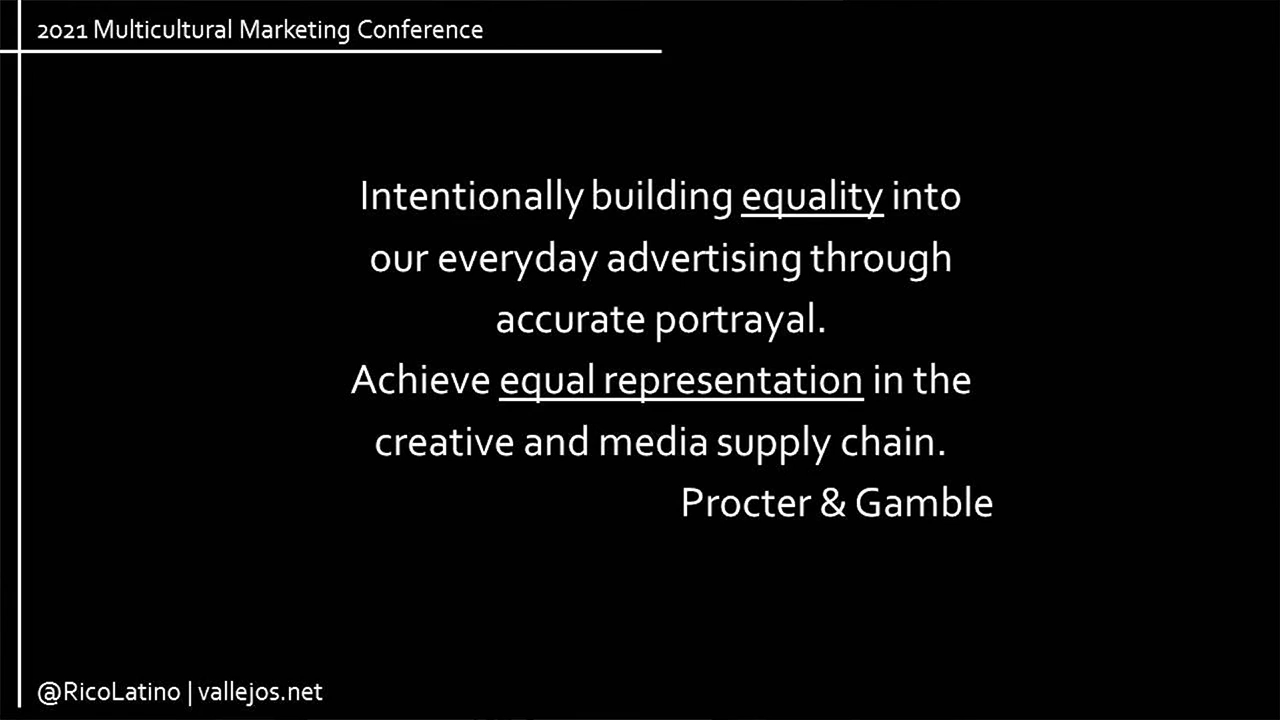 2021 Multicultural Marketing Conference
Intentionally building equality into
our everyday advertising through
accurate portrayal.
Achieve equal representation in the
creative and media supply chain.
Procter & Gamble
@RicoLatino | vallejos.net